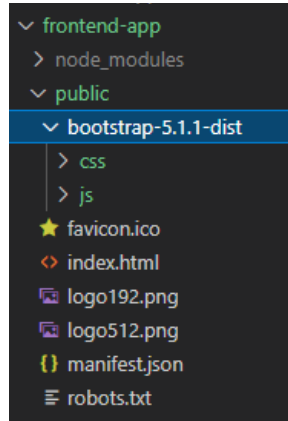 frontend-app
node_modules
public
bootstrap-5.1.1-dist
css
js
favicon.ico
index.html
logo192.png
logo512.png
manifest.json
robots.txt